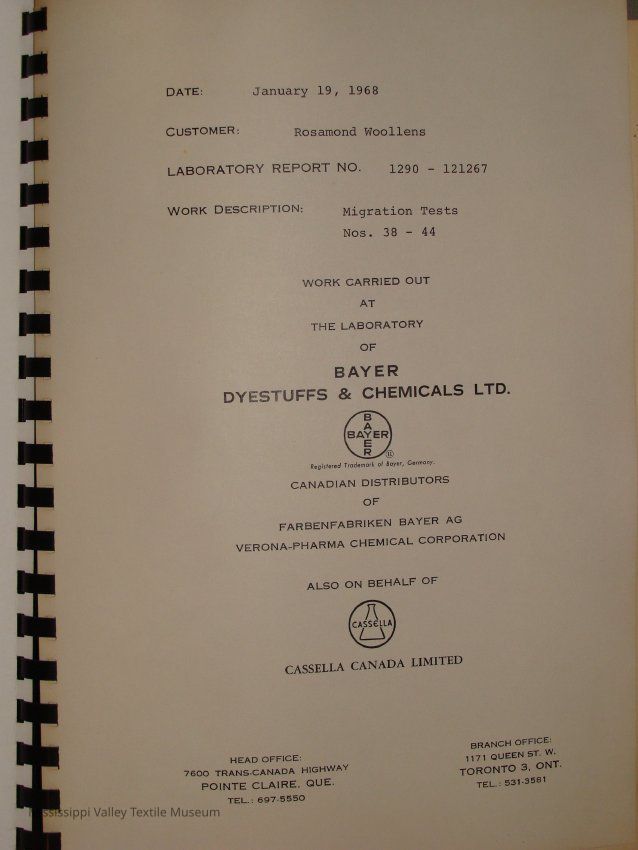 DATE: January 19, 1968
CUSTOMER: Rosamond Woollens
LABORATORY REPORT NO. 1290 - 121267
WORK DESCRIPTION: Migration Tests
Nos. 38 - 44
WORK CARRIED OUT
AT
THE LABORATORY
OF
BAYER
DYESTUFFS & CHEMICALS LTD.
BAYER
BAYER
®
Registered Trademark of Bayer, Germany.
CANADIAN DISTRIBUTORS
OF
FARBENFABRIKEN BAYER AG
VERONA-PHARMA CHEMICAL CORPORATION
ALSO ON BEHALF OF
CASSELLA
CASSELLA CANADA LIMITED
HEAD OFFICE:
7600 TRANS-CANADA HIGHWAY
POINTE CLAIRE, QUE.
TEL.: 697-5550
BRANCH OFFICE:
1171 QUEEN ST. W.
TORONTO 3, ONT.
TEL.: 531-3581
Mississippi Valley Textile Museum